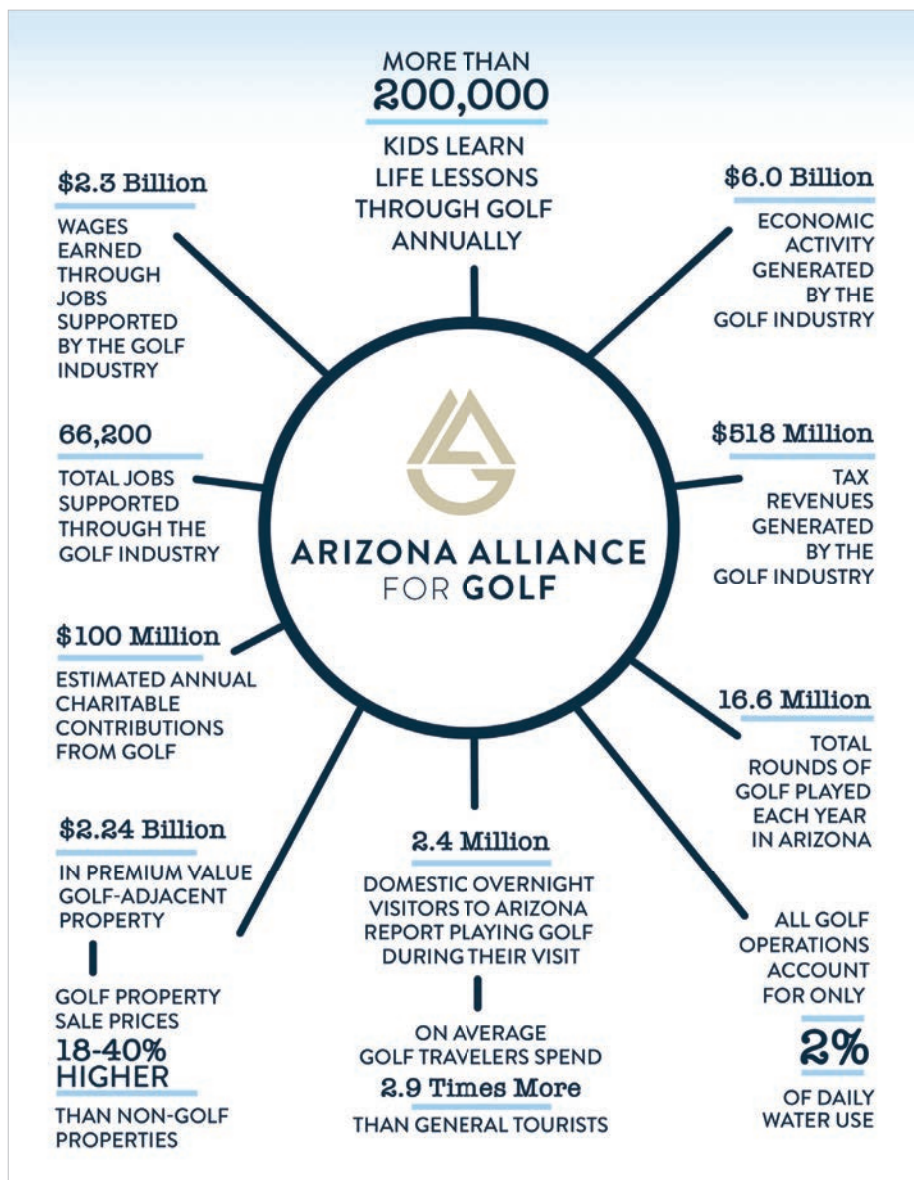 MORE THAN
200,000
KIDS LEARN
LIFE LESSONS
THROUGH GOLF
ANNUALLY
$2.3 Billion
WAGES
EARNED
THROUGH
JOBS
SUPPORTED
BY THE GOLF
INDUSTRY
$6.0 Billion
ECONOMIC
ACTIVITY
GENERATED
BY THE
GOLF INDUSTRY
66,200
TOTAL JOBS
SUPPORTED
THROUGH THE
GOLF INDUSTRY
ARIZONA ALLIANCE
FOR GOLF
$518 Million
TAX
REVENUES
GENERATED
BY THE
GOLF INDUSTRY
$100 Million
ESTIMATED ANNUAL
CHARITABLE
CONTRIBUTIONS
FROM GOLF
16.6 Million
TOTAL
ROUNDS OF
GOLF PLAYED
EACH YEAR
IN ARIZONA
$2.24 Billion
IN PREMIUM VALUE
GOLF-ADJACENT
PROPERTY
GOLF PROPERTY
SALE PRICES
18-40%
HIGHER
THAN NON-GOLF
PROPERTIES
2.4 Million
DOMESTIC OVERNIGHT
VISITORS TO ARIZONA
REPORT PLAYING GOLF
DURING THEIR VISIT
ON AVERAGE
GOLF TRAVELERS SPEND
2.9 Times More
THAN GENERAL TOURISTS
ALL GOLF
OPERATIONS
ACCOUNT
FOR ONLY
2%
OF DAILY
WATER USE